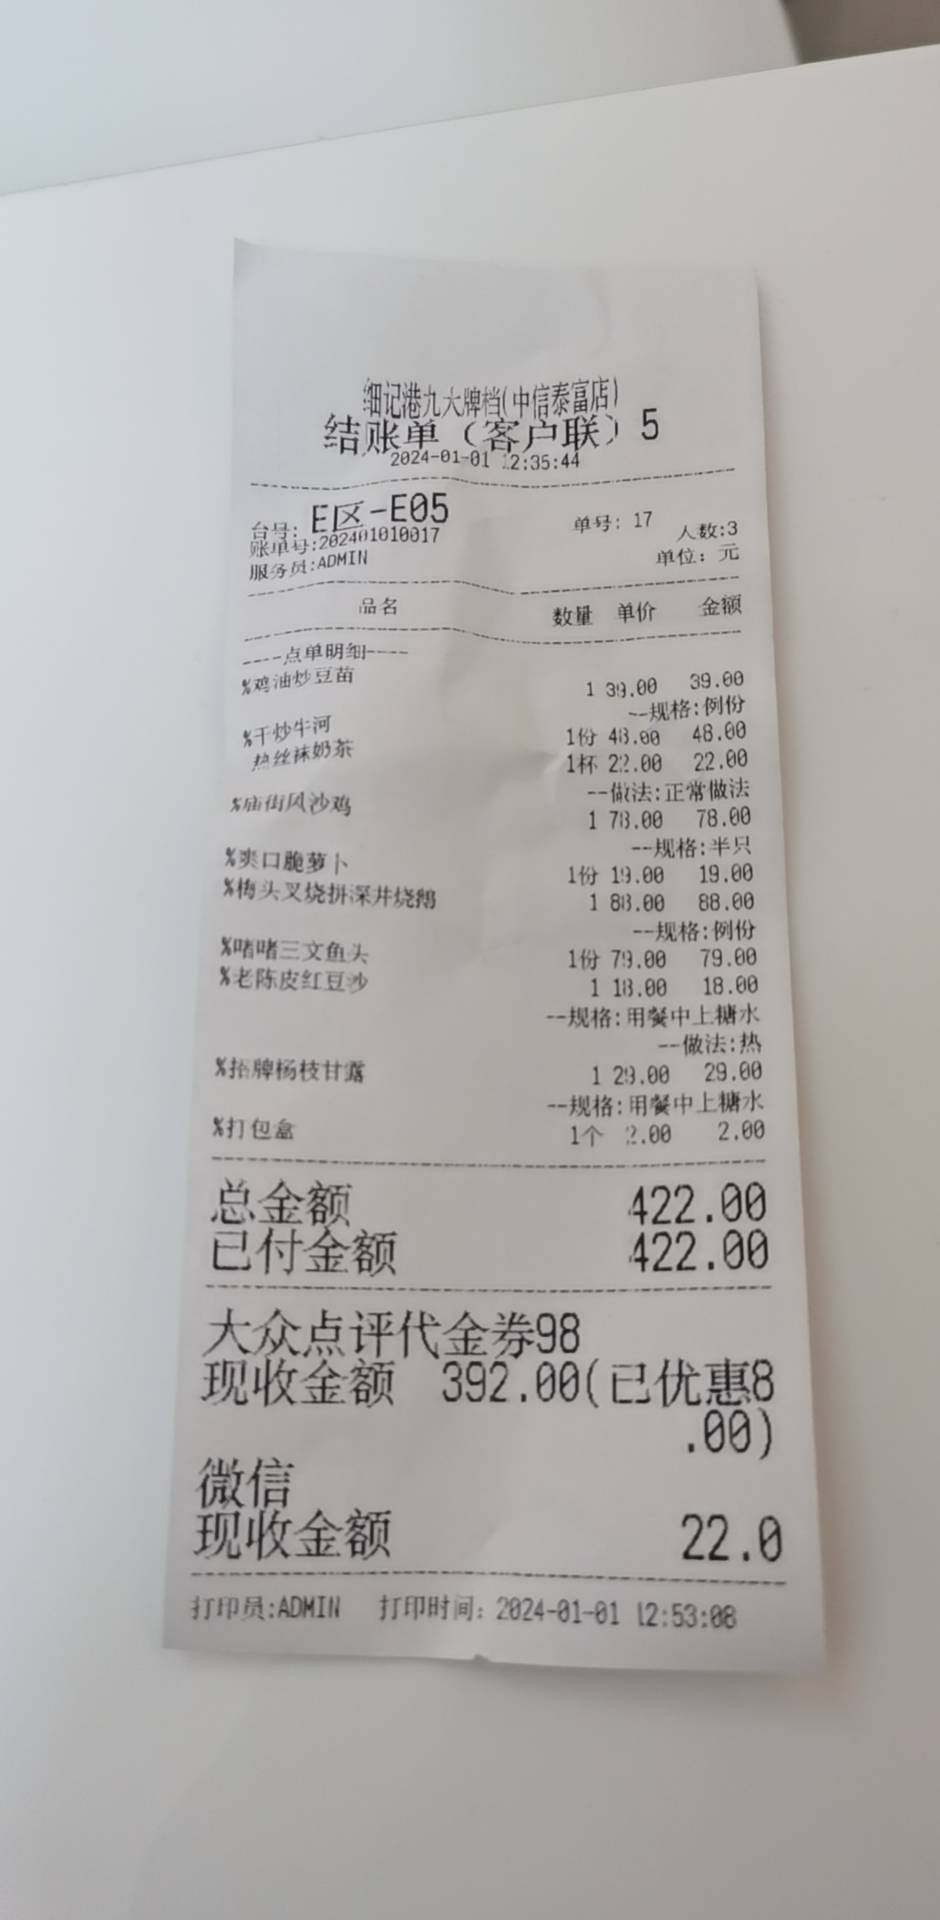 细记港九大牌档(中信泰富店)
结账单（客户联）5
2024-01-01 12:35:44
台号: E区-E05 单号: 17
账单号:202401010017 人数:3
服务员:ADMIN 单位: 元
品名 数量 单价 金额
----点单明细----
%鸡油炒豆苗 1 39.00 39.00
--规格:例份
%干炒牛河 1份 48.00 48.00
热丝袜奶茶 1杯 22.00 22.00
--做法:正常做法
%庙街风沙鸡 1 78.00 78.00
--规格:半只
%爽口脆萝卜 1份 19.00 19.00
%梅头叉烧拼深井烧鹅 1 88.00 88.00
--规格:例份
%啫啫三文鱼头 1份 79.00 79.00
%老陈皮红豆沙 1 18.00 18.00
--规格:用餐中上糖水
--做法:热
%招牌杨枝甘露 1 29.00 29.00
--规格:用餐中上糖水
%打包盒 1个 2.00 2.00
总金额 422.00
已付金额 422.00
大众点评代金券98
现收金额 392.00(已优惠8
.00)
微信
现收金额 22.0
打印员:ADMIN 打印时间: 2024-01-01 12:53:08